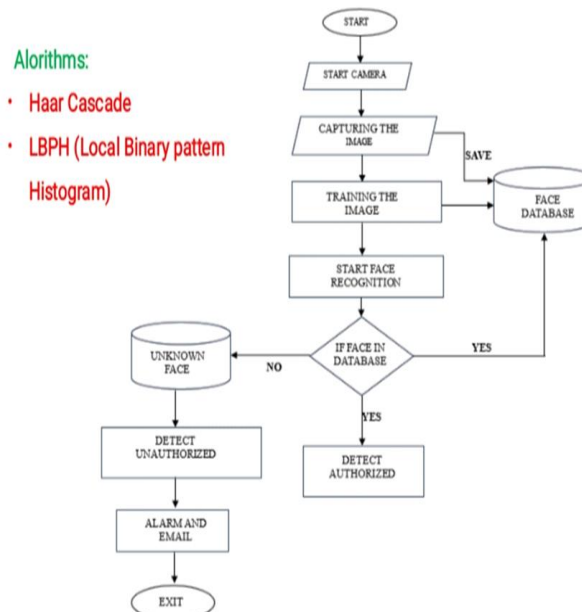 START
Alorithms:
• Haar Cascade
• LBPH (Local Binary pattern
Histogram)
START CAMERA
CAPTURING THE
IMAGE
SAVE
TRAINING THE
IMAGE
FACE
DATABASE
START FACE
RECOGNITION
IF FACE IN
DATABASE
YES
NO
UNKNOWN
FACE
YES
DETECT
UNAUTHORIZED
DETECT
AUTHORIZED
ALARM AND
EMAIL
EXIT